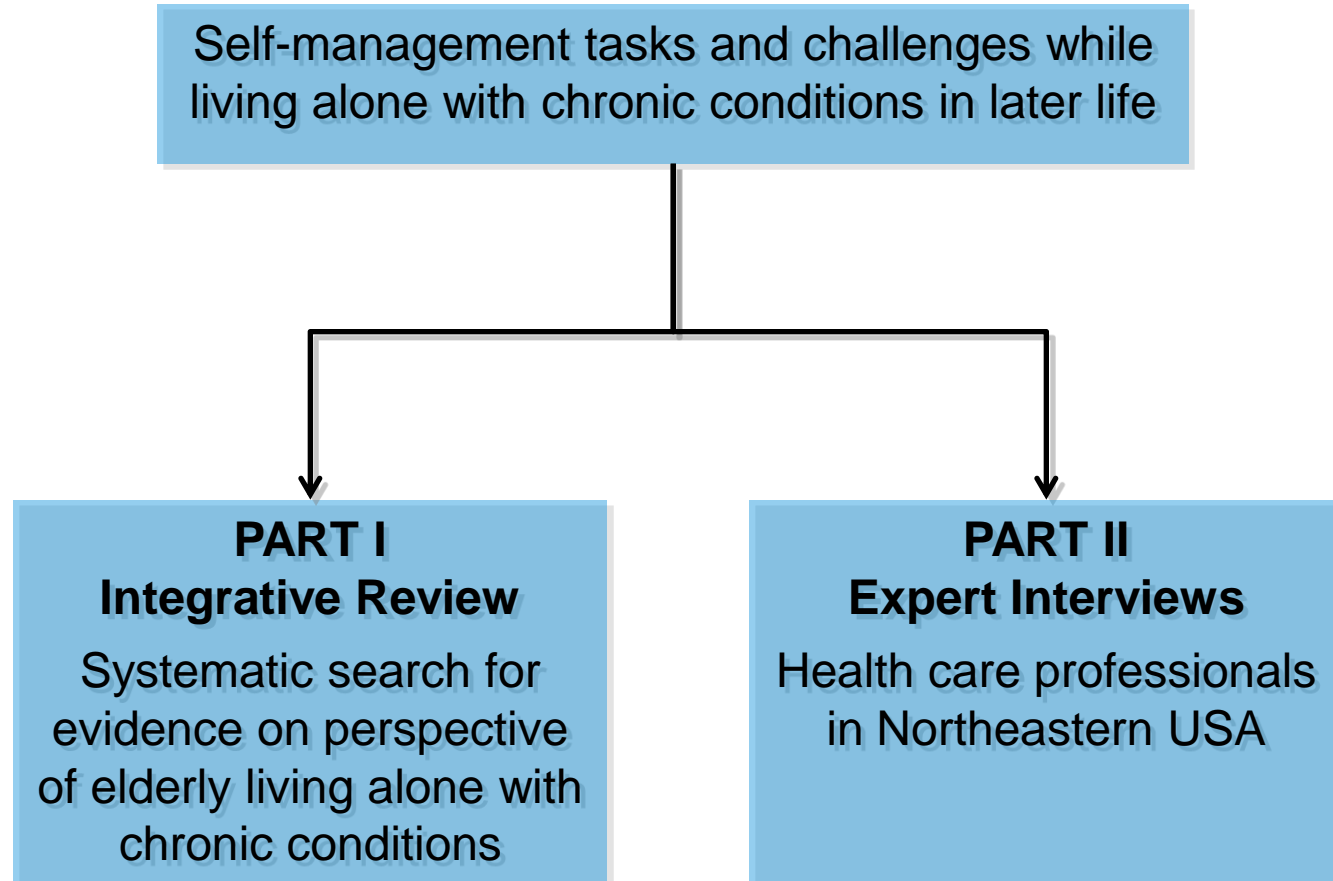 Self-management tasks and challenges while
living alone with chronic conditions in later life
PART I
Integrative Review
Systematic search for
evidence on perspective
of elderly living alone with
chronic conditions
PART II
Expert Interviews
Health care professionals
in Northeastern USA